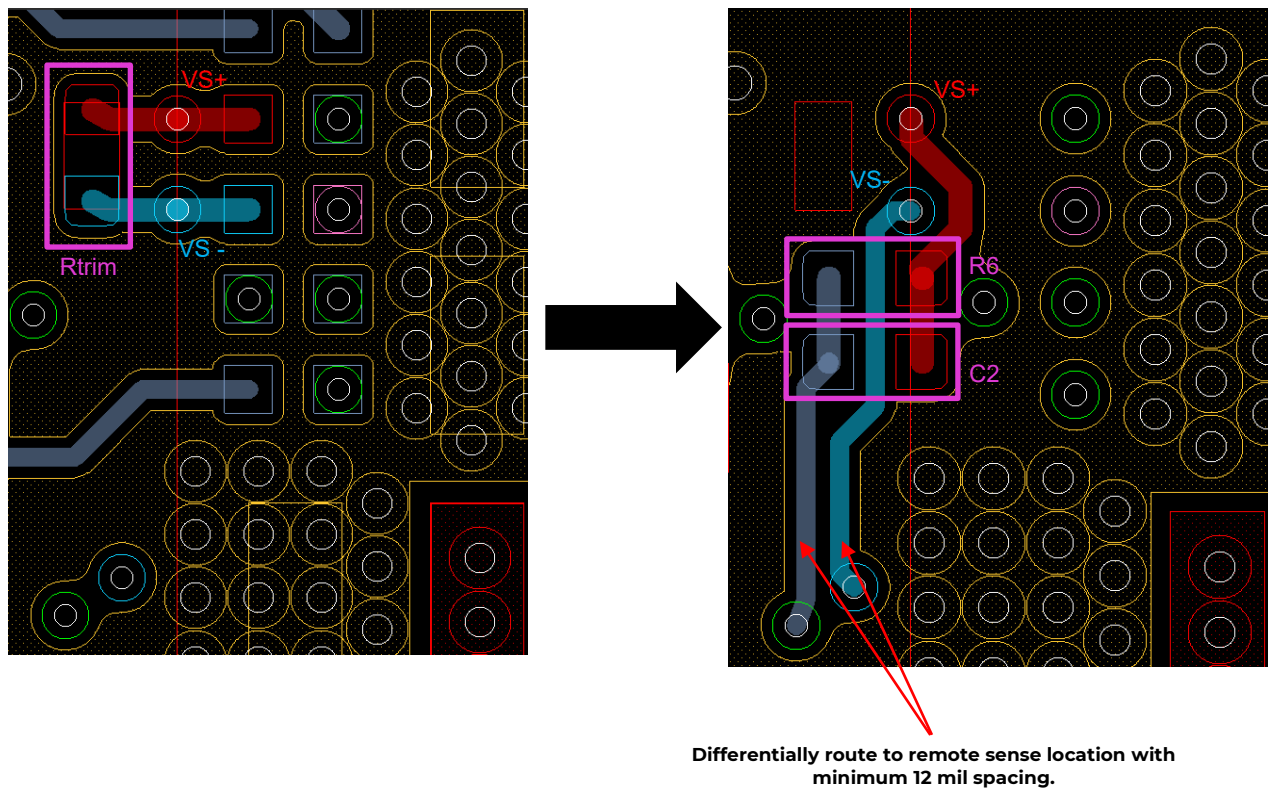 VS+
VS -
Rtrim
VS+
VS-
R6
C2
Differentially route to remote sense location with
minimum 12 mil spacing.